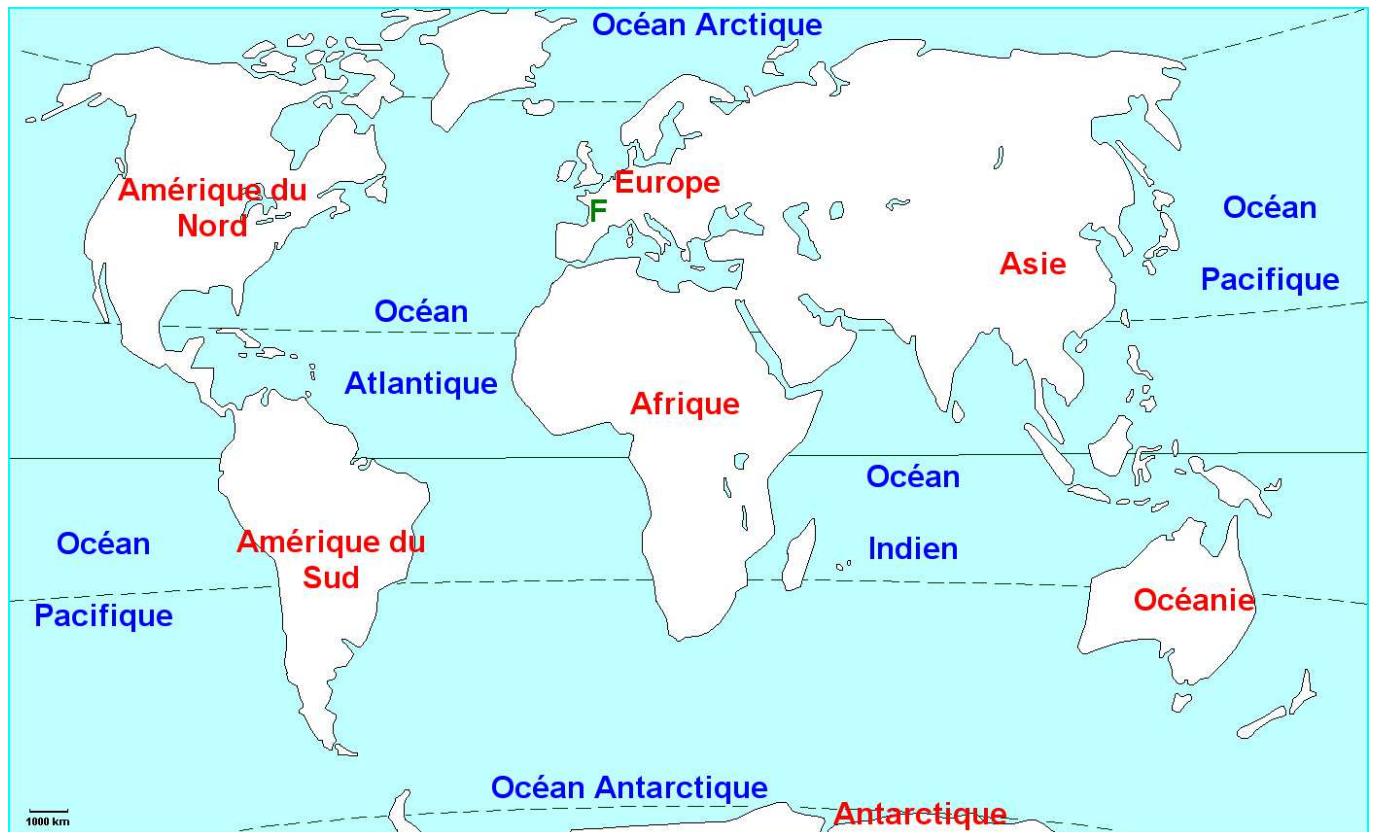 Océan Arctique
Amérique du
Nord
Europe
F
Océan
Pacifique
Asie
Océan
Atlantique
Afrique
Océan
Indien
Océan
Pacifique
Amérique du
Sud
Océanie
Océan Antarctique
Antarctique
1000 km